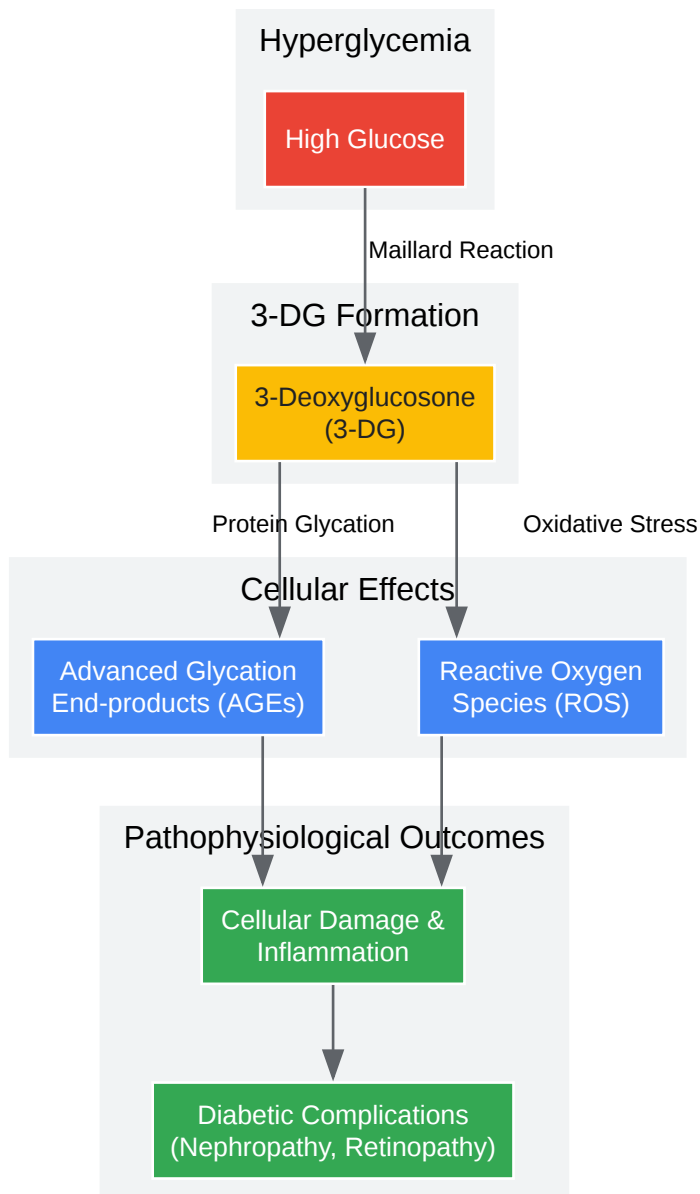 Hyperglycemia
High Glucose
Maillard Reaction
3-DG Formation
3-Deoxyglucosone
(3-DG)
Protein Glycation
Oxidative Stress
Cellular Effects
Advanced Glycation
End-products (AGEs)
Reactive Oxygen
Species (ROS)
Pathophysiological Outcomes
Cellular Damage &
Inflammation
Diabetic Complications
(Nephropathy, Retinopathy)